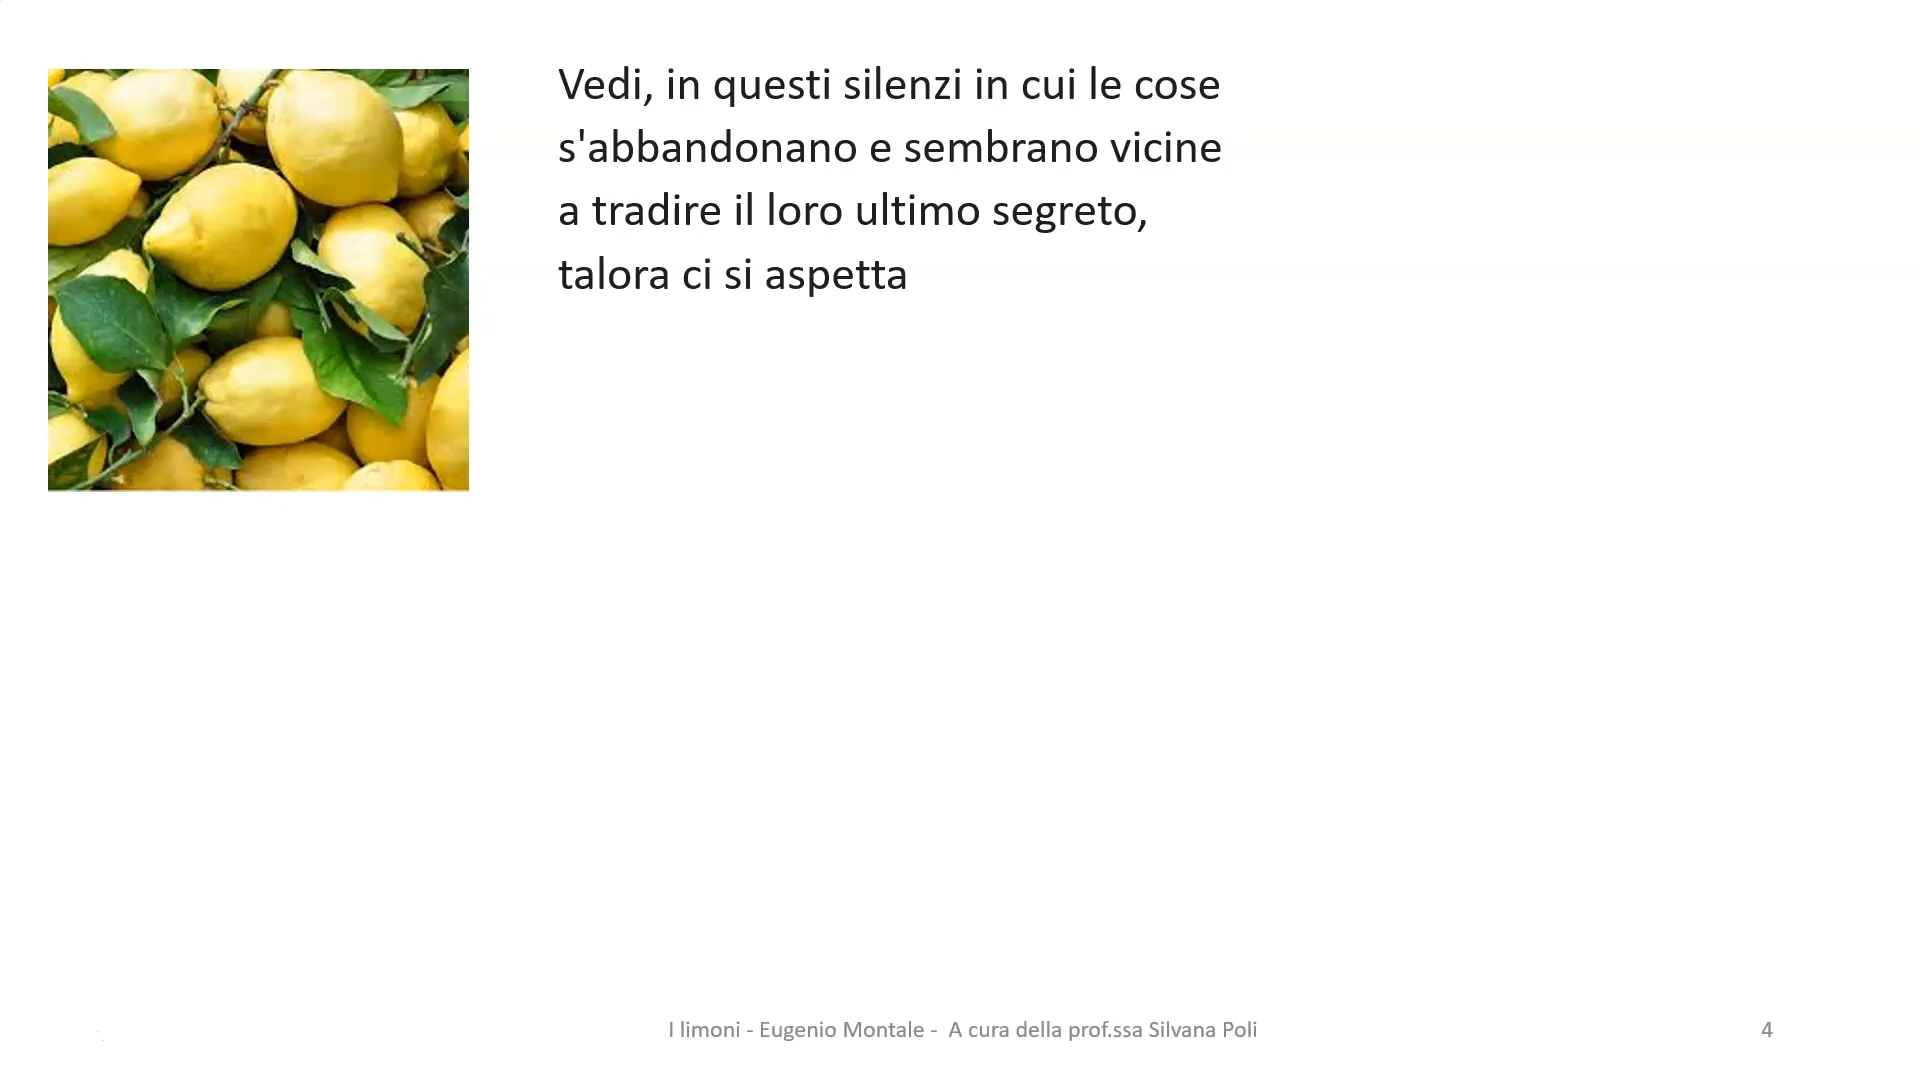 Vedi, in questi silenzi in cui le cose
s'abbandonano e sembrano vicine
a tradire il loro ultimo segreto,
talora ci si aspetta
I limoni - Eugenio Montale -  A cura della prof.ssa Silvana Poli
4